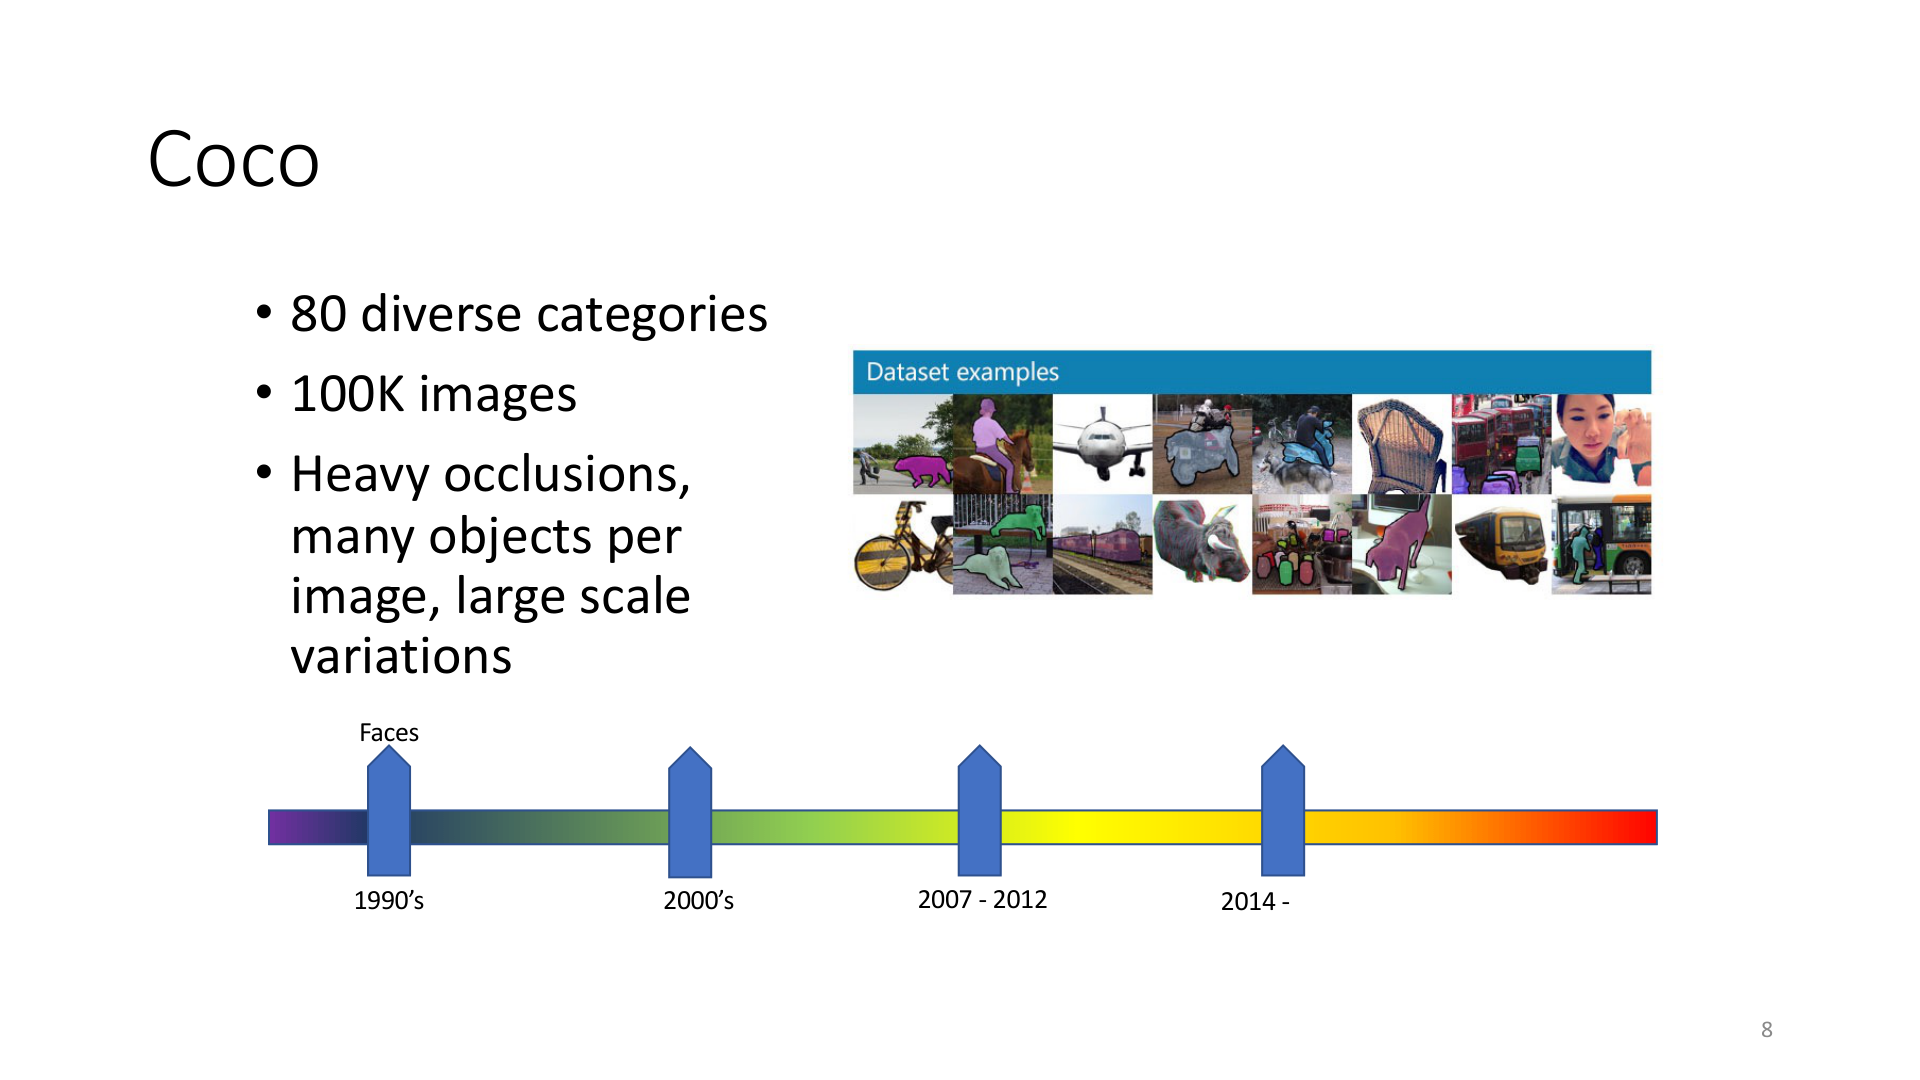 Coco
• 80 diverse categories
• 100K images
• Heavy occlusions,
many objects per
image, large scale
variations
Dataset examples
Faces
1990’s
2000’s
2007 - 2012
2014 -
8